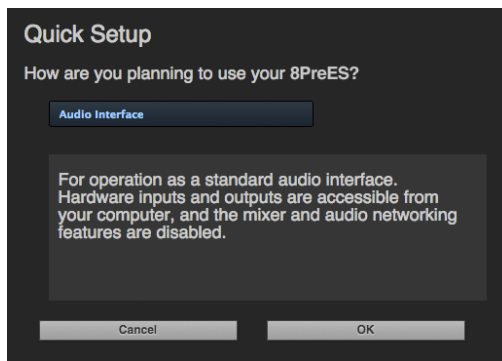 Quick Setup
How are you planning to use your 8PreES?
Audio Interface
For operation as a standard audio interface.
Hardware inputs and outputs are accessible from
your computer, and the mixer and audio networking
features are disabled.
Cancel
OK